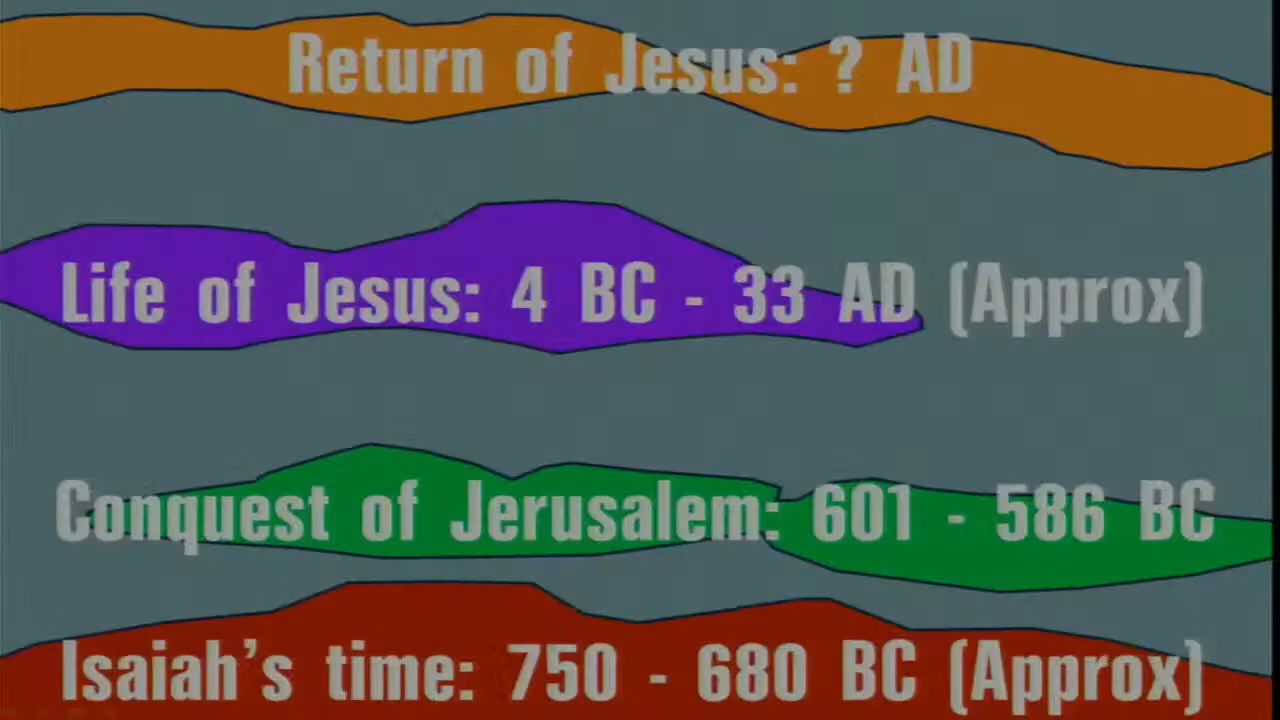 Return of Jesus: ? AD
Life of Jesus: 4 BC - 33 AD (Approx)
Conquest of Jerusalem: 601 - 586 BC
Isaiah's time: 750 - 680 BC (Approx)